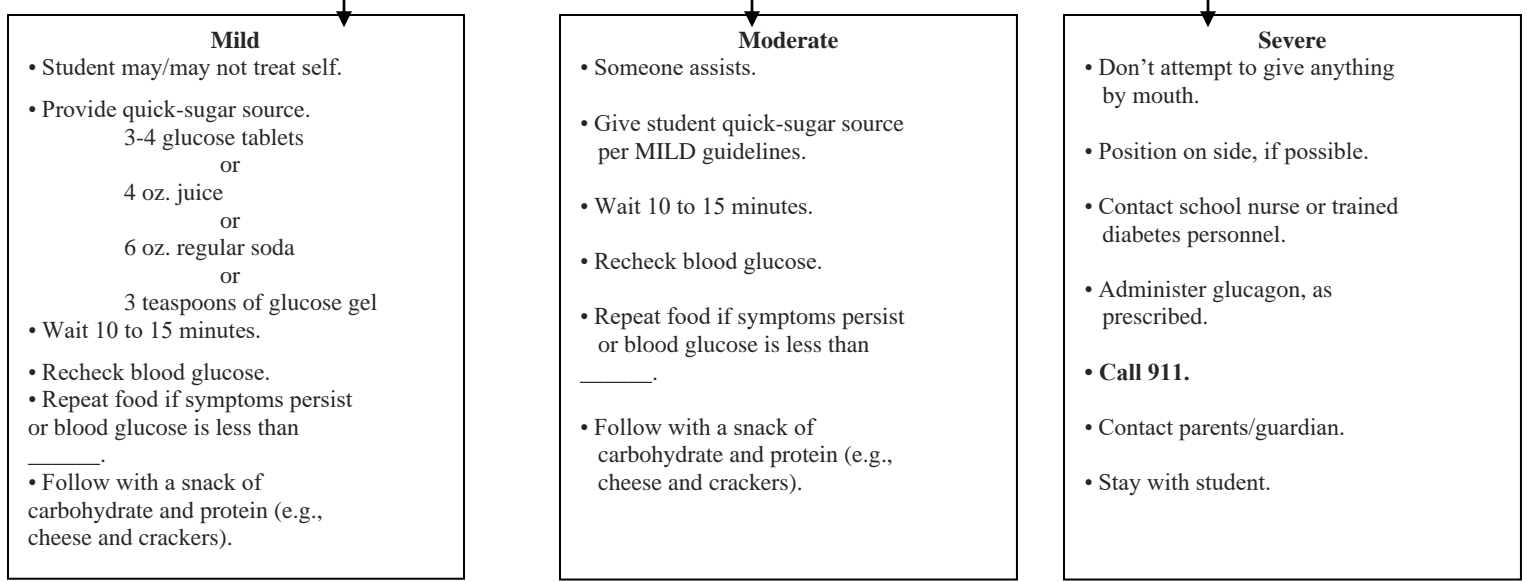 Mild
• Student may/may not treat self.
• Provide quick-sugar source.
3-4 glucose tablets
or
4 oz. juice
or
6 oz. regular soda
or
3 teaspoons of glucose gel
• Wait 10 to 15 minutes.
• Recheck blood glucose.
• Repeat food if symptoms persist
or blood glucose is less than
______.
• Follow with a snack of
carbohydrate and protein (e.g.,
cheese and crackers).
Moderate
• Someone assists.
• Give student quick-sugar source
per MILD guidelines.
• Wait 10 to 15 minutes.
• Recheck blood glucose.
• Repeat food if symptoms persist
or blood glucose is less than
______.
• Follow with a snack of
carbohydrate and protein (e.g.,
cheese and crackers).
Severe
• Don’t attempt to give anything
by mouth.
• Position on side, if possible.
• Contact school nurse or trained
diabetes personnel.
• Administer glucagon, as
prescribed.
• Call 911.
• Contact parents/guardian.
• Stay with student.